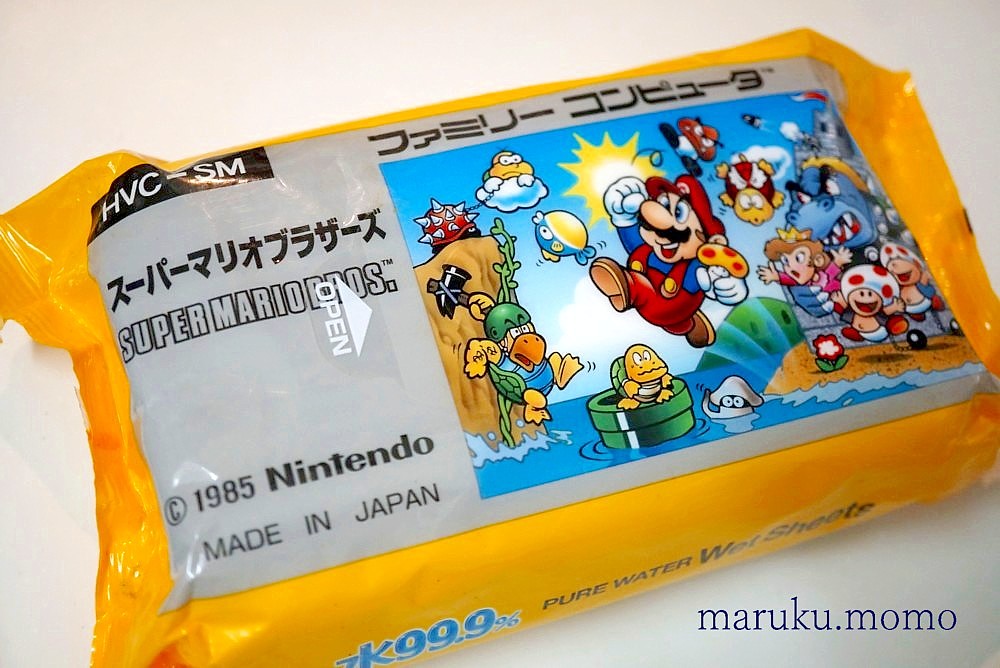 ファミリー コンピュータ™
HVC-SM
スーパーマリオブラザーズ
SUPER MARIO BROS.™
OPEN
© 1985 Nintendo
MADE IN JAPAN
PURE WATER Wet Sheets
水99.9%
maruku.momo